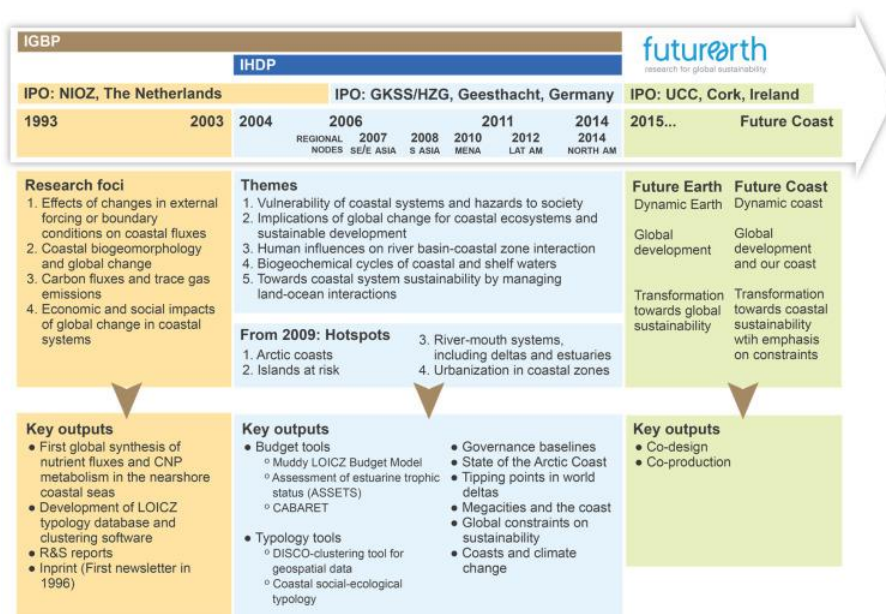 IGBP
IHDP
futurearth
research for global sustainability
IPO: NIOZ, The Netherlands
IPO: GKSS/HZG, Geesthacht, Germany
IPO: UCC, Cork, Ireland
1993 2003 2004 2006 2011 2014 2015... Future Coast
REGIONAL 2007 2008 2010 2012 2014
NODES SE/E ASIA S ASIA MENA LAT AM NORTH AM
Research foci
1. Effects of changes in external
forcing or boundary
conditions on coastal fluxes
2. Coastal biogeomorphology
and global change
3. Carbon fluxes and trace gas
emissions
4. Economic and social impacts
of global change in coastal
systems
Themes
1. Vulnerability of coastal systems and hazards to society
2. Implications of global change for coastal ecosystems and
sustainable development
3. Human influences on river basin-coastal zone interaction
4. Biogeochemical cycles of coastal and shelf waters
5. Towards coastal system sustainability by managing
land-ocean interactions
From 2009: Hotspots
1. Arctic coasts
2. Islands at risk
3. River-mouth systems,
including deltas and estuaries
4. Urbanization in coastal zones
Future Earth
Dynamic Earth
Global
development
Transformation
towards global
sustainability
Future Coast
Dynamic coast
Global
development
and our coast
Transformation
towards coastal
sustainability
wtih emphasis
on constraints
Key outputs
● First global synthesis of
nutrient fluxes and CNP
metabolism in the nearshore
coastal seas
● Development of LOICZ
typology database and
clustering software
● R&S reports
● Inprint (First newsletter in
1996)
Key outputs
● Budget tools
○ Muddy LOICZ Budget Model
○ Assessment of estuarine trophic
status (ASSETS)
○ CABARET
● Typology tools
○ DISCO-clustering tool for
geospatial data
○ Coastal social-ecological
typology
● Governance baselines
● State of the Arctic Coast
● Tipping points in world
deltas
● Megacities and the coast
● Global constraints on
sustainability
● Coasts and climate
change
Key outputs
● Co-design
● Co-production